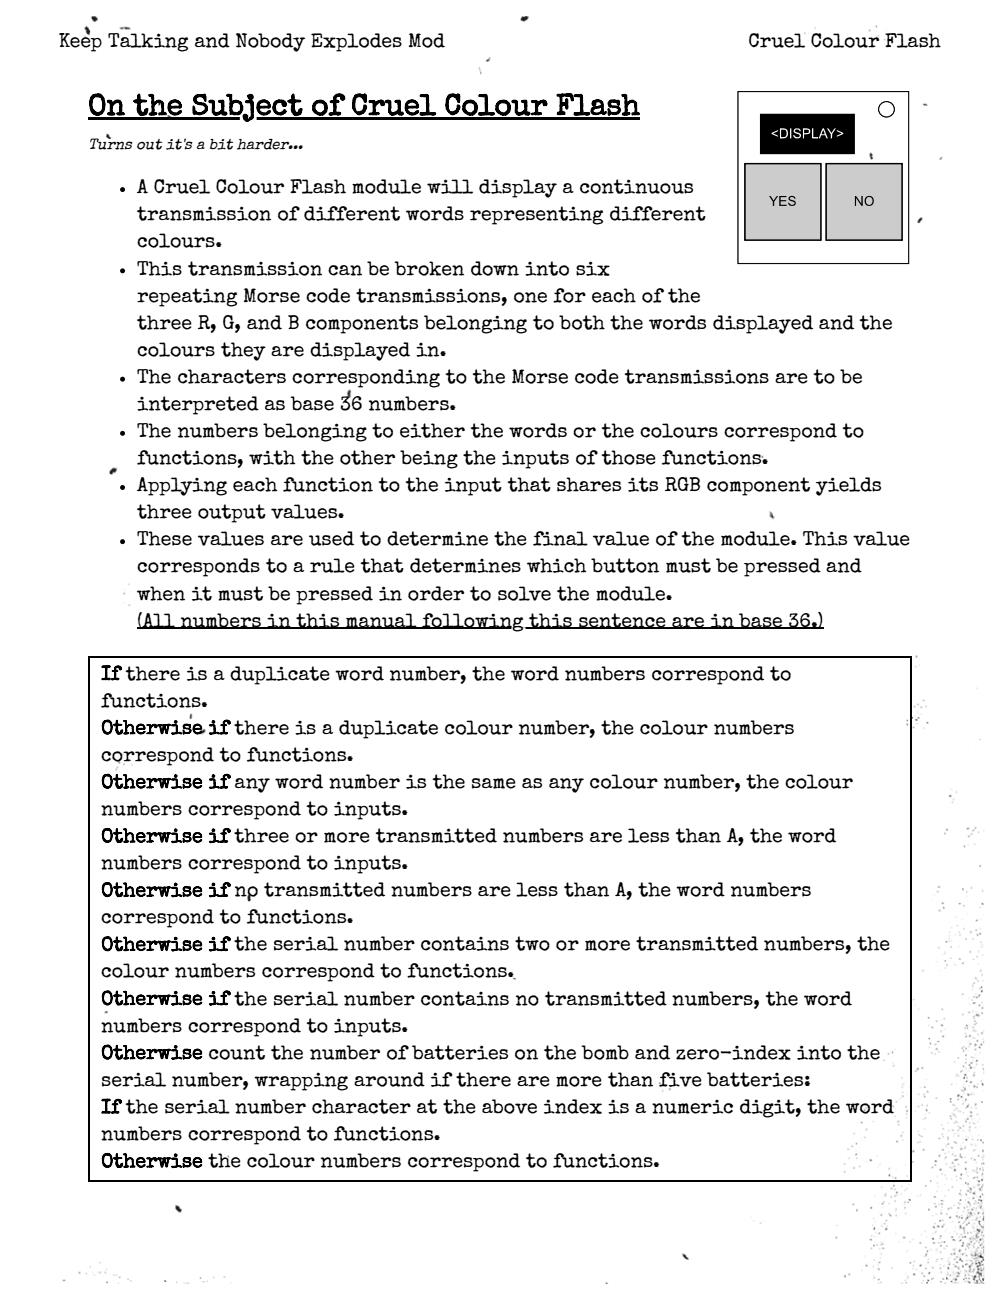 Keep Talking and Nobody Explodes Mod
Cruel Colour Flash
On the Subject of Cruel Colour Flash
Turns out it's a bit harder...
<DISPLAY>
YES
NO
• A Cruel Colour Flash module will display a continuous
transmission of different words representing different
colours.
• This transmission can be broken down into six
repeating Morse code transmissions, one for each of the
three R, G, and B components belonging to both the words displayed and the
colours they are displayed in.
• The characters corresponding to the Morse code transmissions are to be
interpreted as base 36 numbers.
• The numbers belonging to either the words or the colours correspond to
functions, with the other being the inputs of those functions.
• Applying each function to the input that shares its RGB component yields
three output values.
• These values are used to determine the final value of the module. This value
corresponds to a rule that determines which button must be pressed and
when it must be pressed in order to solve the module.
(All numbers in this manual following this sentence are in base 36.)
If there is a duplicate word number, the word numbers correspond to
functions.
Otherwise if there is a duplicate colour number, the colour numbers
correspond to functions.
Otherwise if any word number is the same as any colour number, the colour
numbers correspond to inputs.
Otherwise if three or more transmitted numbers are less than A, the word
numbers correspond to inputs.
Otherwise if no transmitted numbers are less than A, the word numbers
correspond to functions.
Otherwise if the serial number contains two or more transmitted numbers, the
colour numbers correspond to functions.
Otherwise if the serial number contains no transmitted numbers, the word
numbers correspond to inputs.
Otherwise count the number of batteries on the bomb and zero-index into the
serial number, wrapping around if there are more than five batteries:
If the serial number character at the above index is a numeric digit, the word
numbers correspond to functions.
Otherwise the colour numbers correspond to functions.